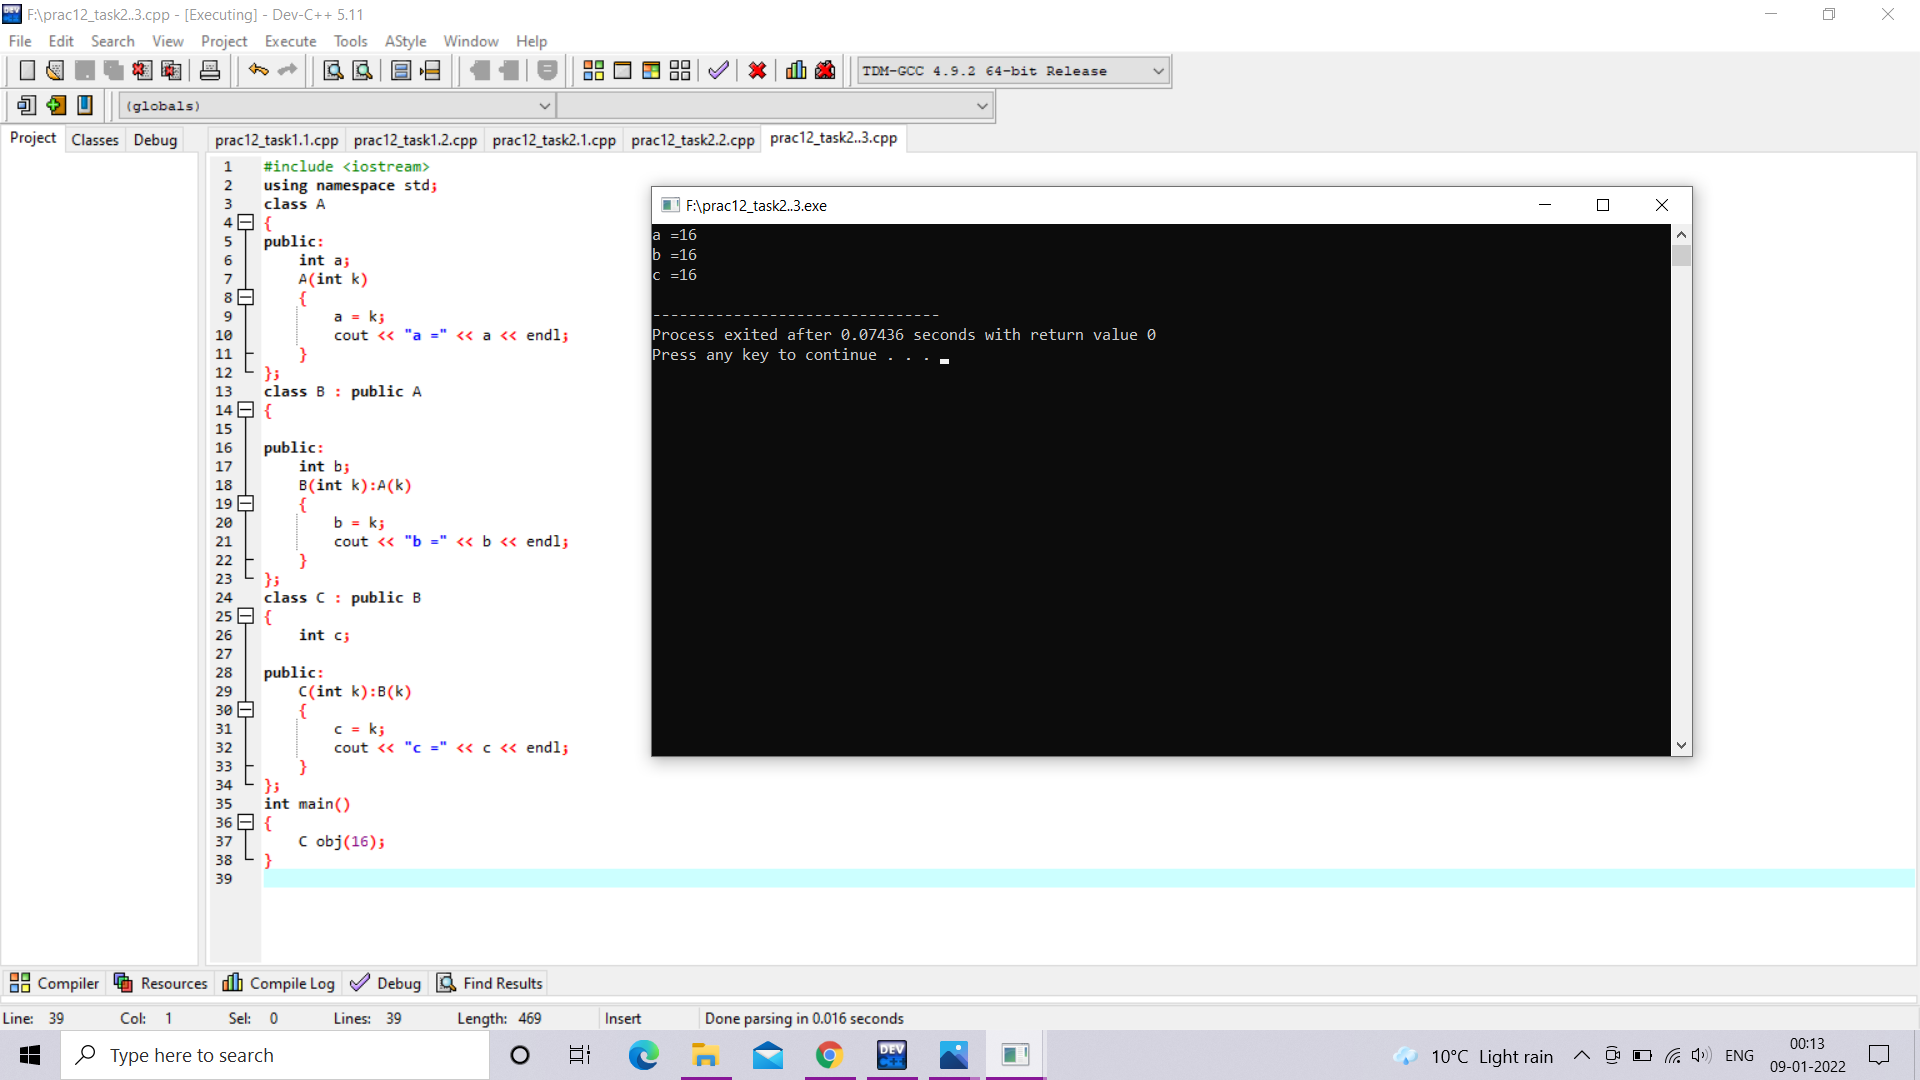 F:\prac12_task2..3.cpp - [Executing] - Dev-C++ 5.11
File Edit Search View Project Execute Tools AStyle Window Help
TDM-GCC 4.9.2 64-bit Release
(globals)
Project Classes Debug prac12_task1.1.cpp prac12_task1.2.cpp prac12_task2.1.cpp prac12_task2.2.cpp prac12_task2..3.cpp
1 #include <iostream>
2 using namespace std;
3 class A
4 {
5 public:
6 int a;
7 A(int k)
8 {
9 a = k;
10 cout << "a =" << a << endl;
11 }
12 };
13 class B : public A
14 {
15
16 public:
17 int b;
18 B(int k):A(k)
19 {
20 b = k;
21 cout << "b =" << b << endl;
22 }
23 };
24 class C : public B
25 {
26 int c;
27
28 public:
29 C(int k):B(k)
30 {
31 c = k;
32 cout << "c =" << c << endl;
33 }
34 };
35 int main()
36 {
37 C obj(16);
38 }
39
F:\prac12_task2..3.exe
a =16
b =16
c =16
--------------------------------
Process exited after 0.07436 seconds with return value 0
Press any key to continue . . .
Compiler Resources Compile Log Debug Find Results
Line: 39 Col: 1 Sel: 0 Lines: 39 Length: 469 Insert Done parsing in 0.016 seconds
Type here to search
DEV C++
10°C Light rain
ENG
00:13
09-01-2022